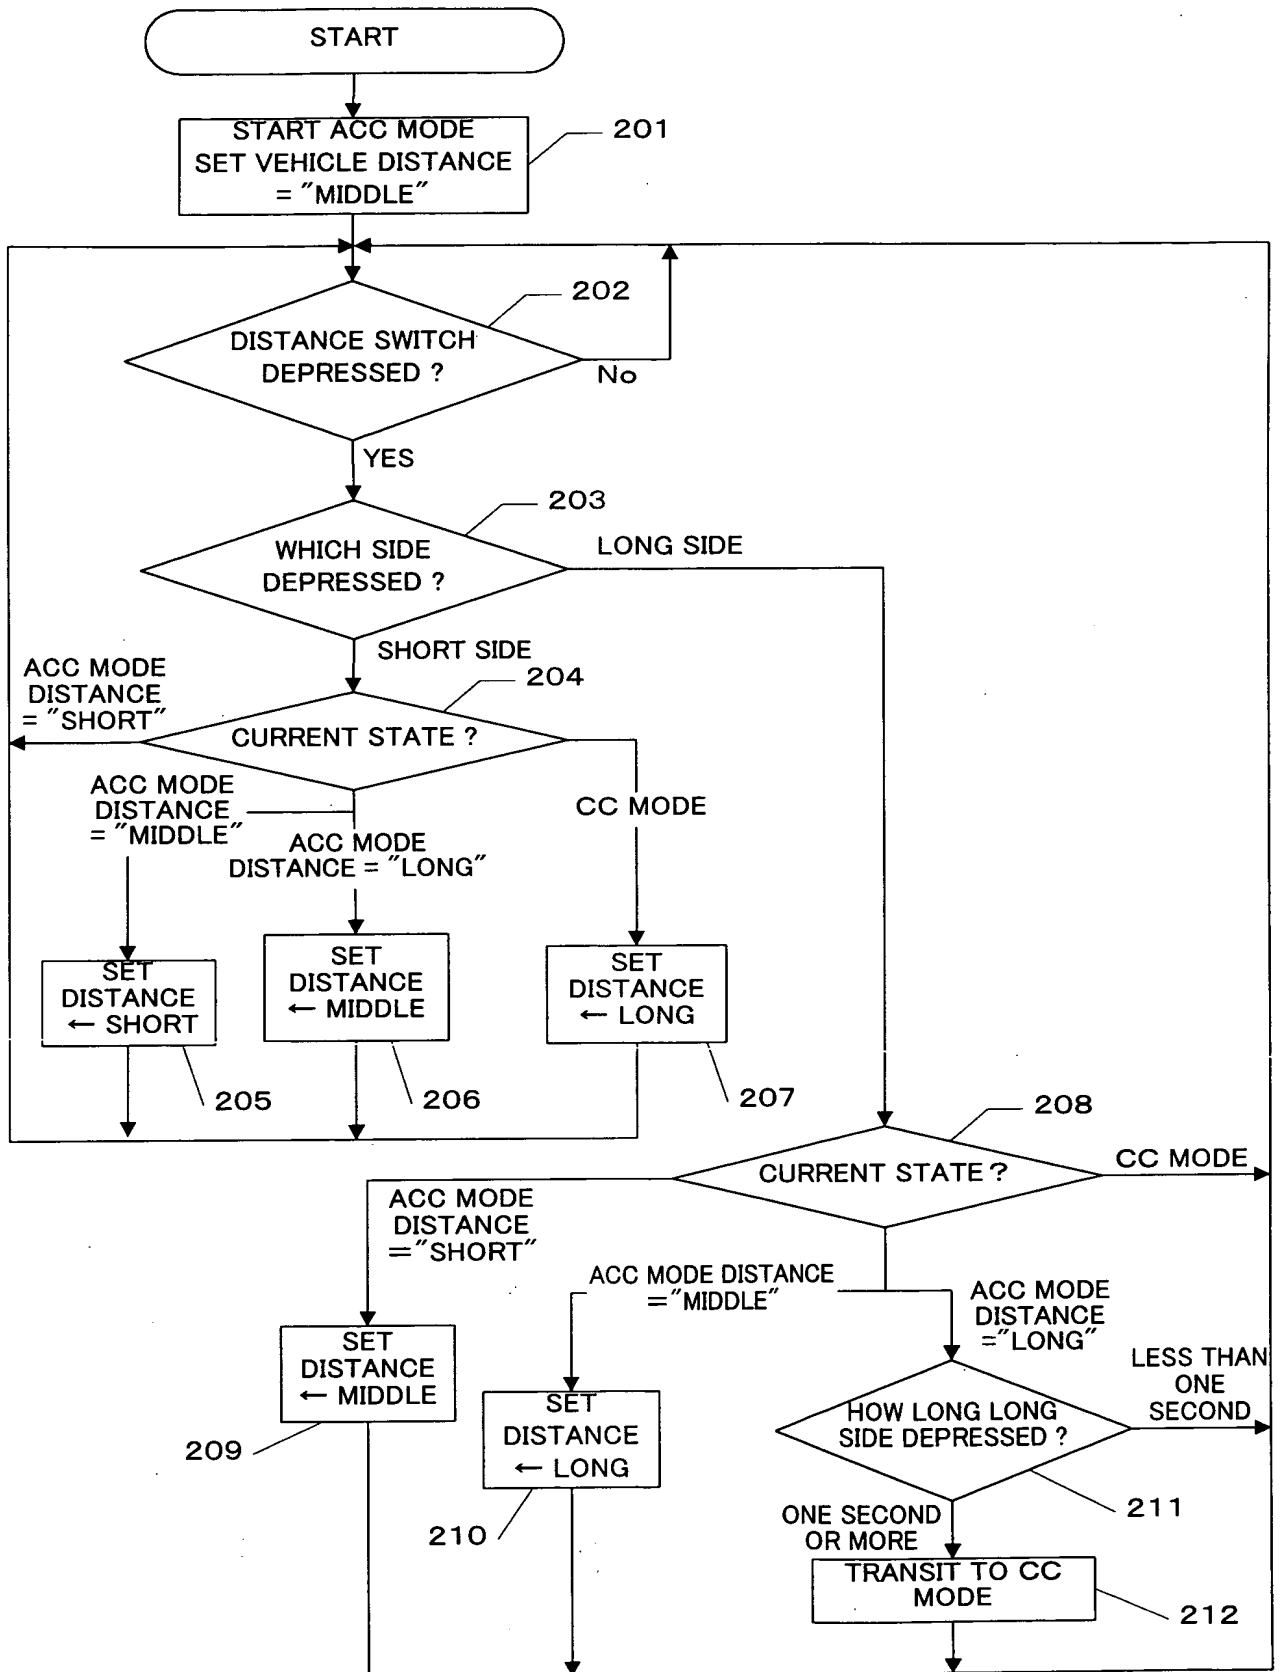 START
START ACC MODE
SET VEHICLE DISTANCE
= "MIDDLE"
201
202
DISTANCE SWITCH
DEPRESSED ?
No
YES
203
WHICH SIDE
DEPRESSED ?
LONG SIDE
SHORT SIDE
ACC MODE
DISTANCE
= "SHORT"
204
CURRENT STATE ?
ACC MODE
DISTANCE
= "MIDDLE"
ACC MODE
DISTANCE = "LONG"
CC MODE
SET
DISTANCE
← SHORT
205
SET
DISTANCE
← MIDDLE
206
SET
DISTANCE
← LONG
207
208
CURRENT STATE ?
CC MODE
ACC MODE
DISTANCE
="SHORT"
ACC MODE DISTANCE
="MIDDLE"
ACC MODE
DISTANCE
="LONG"
SET
DISTANCE
← MIDDLE
209
SET
DISTANCE
← LONG
210
HOW LONG LONG
SIDE DEPRESSED ?
LESS THAN
ONE
SECOND
211
ONE SECOND
OR MORE
TRANSIT TO CC
MODE
212